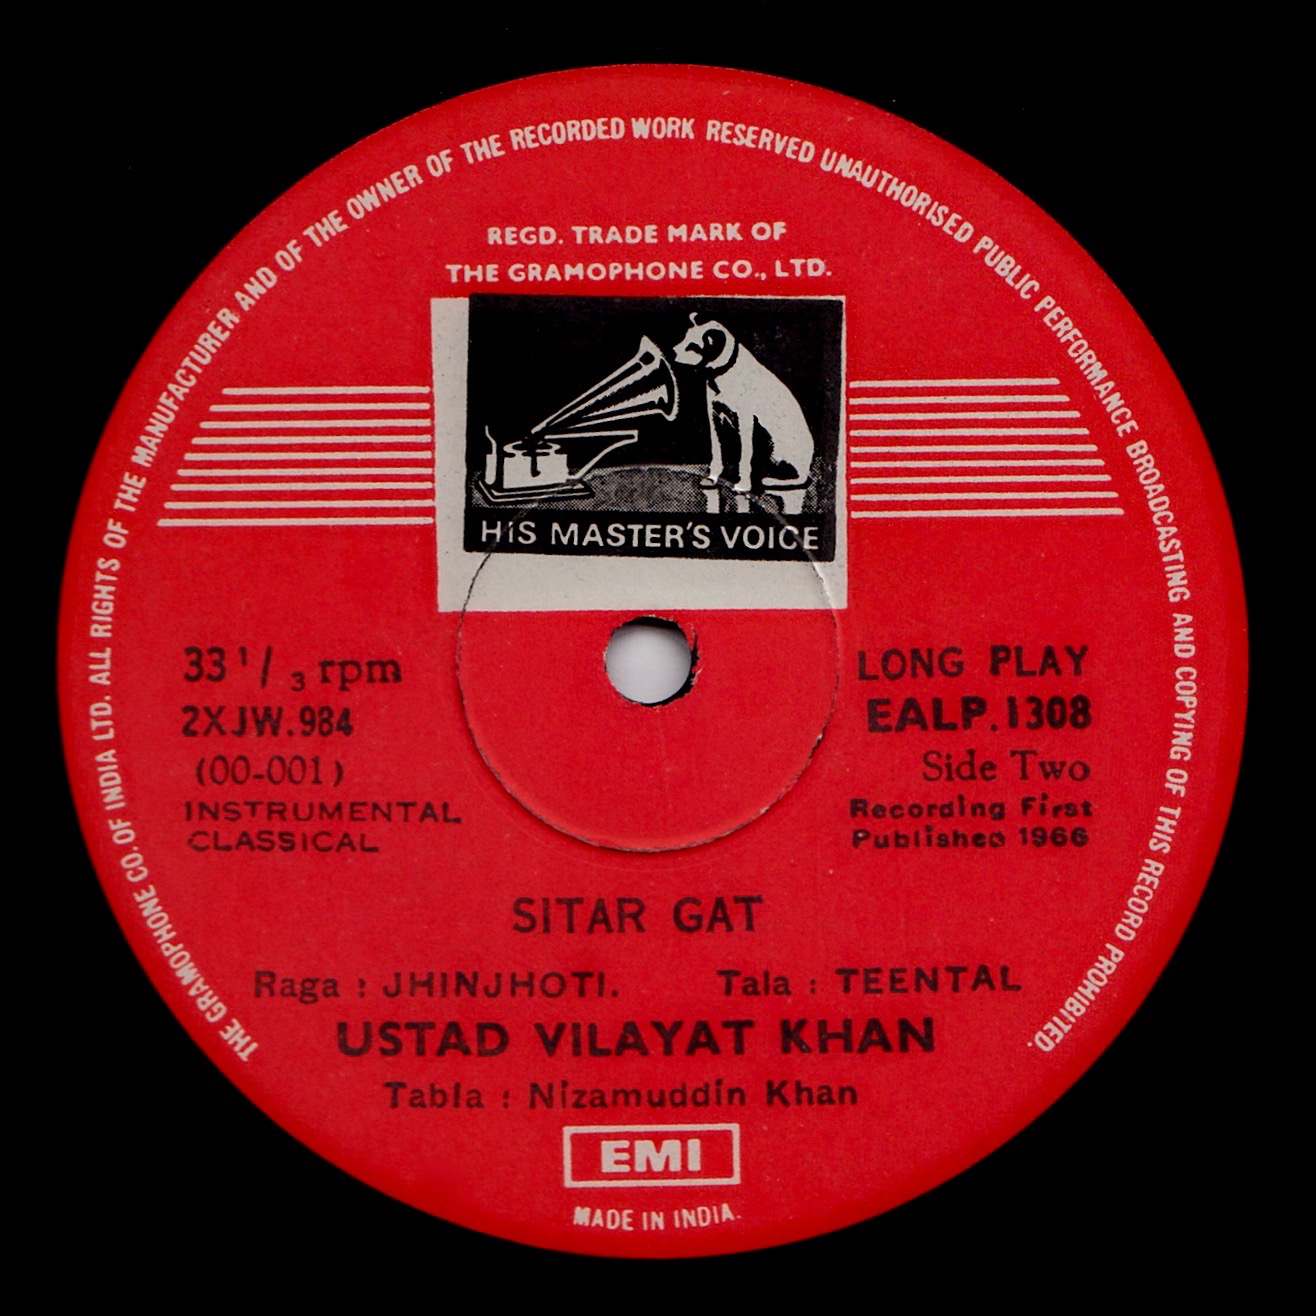 THE GRAMOPHONE CO. OF INDIA LTD. ALL RIGHTS OF THE MANUFACTURER AND OF THE OWNER OF THE RECORDED WORK RESERVED UNAUTHORISED PUBLIC PERFORMANCE BROADCASTING AND COPYING OF THIS RECORD PROHIBITED.
REGD. TRADE MARK OF
THE GRAMOPHONE CO., LTD.
HIS MASTER'S VOICE
33 1/3 rpm
2XJW.984
(00-001)
INSTRUMENTAL
CLASSICAL
LONG PLAY
EALP.1308
Side Two
Recording First
Published 1966
SITAR GAT
Raga : JHINJHOTI. Tala : TEENTAL
USTAD VILAYAT KHAN
Tabla : Nizamuddin Khan
EMI
MADE IN INDIA.